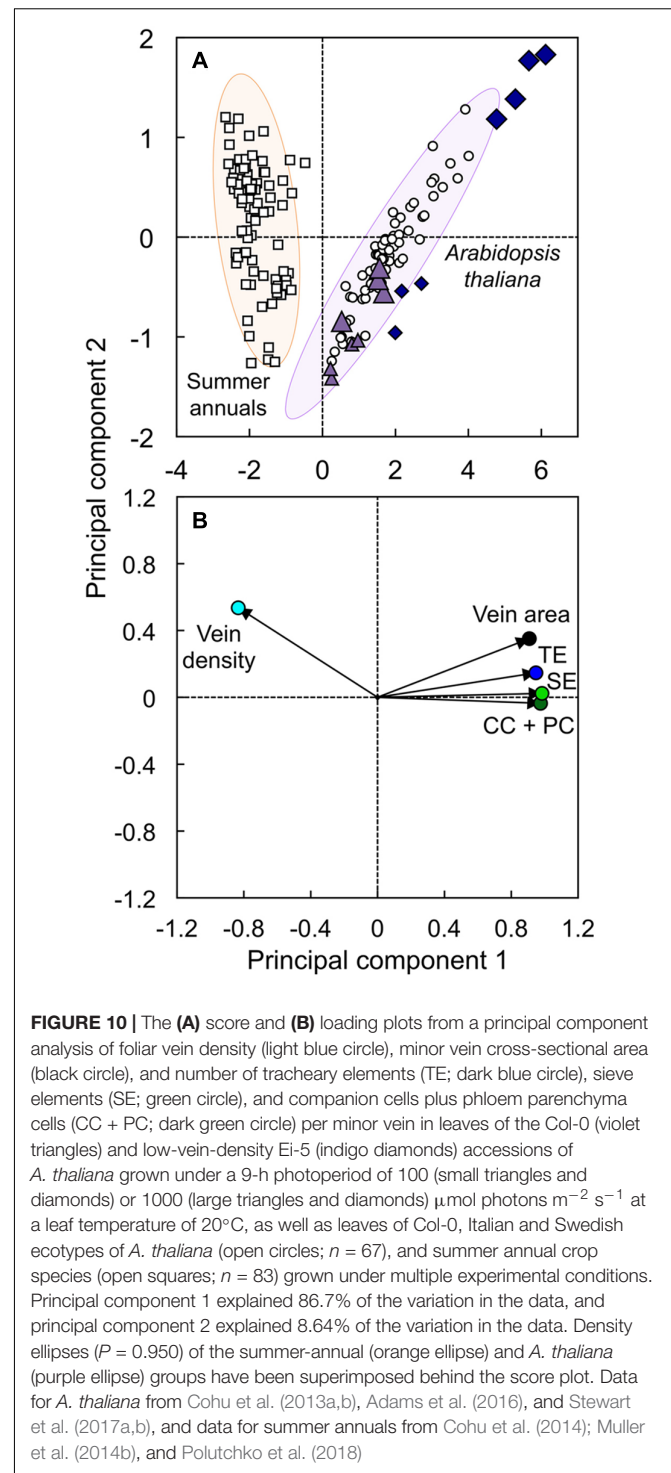 2
A
1
Principal component 2
0
Arabidopsis
thaliana
-1
Summer
annuals
-2
-4 -2 0 2 4 6
1.2
B
0.8
Vein area
0.4
Vein
density
TE
SE
0
CC + PC
-0.4
-0.8
-1.2
-1.2 -0.8 -0.4 0 0.4 0.8 1.2
Principal component 1
FIGURE 10 | The (A) score and (B) loading plots from a principal component
analysis of foliar vein density (light blue circle), minor vein cross-sectional area
(black circle), and number of tracheary elements (TE; dark blue circle), sieve
elements (SE; green circle), and companion cells plus phloem parenchyma
cells (CC + PC; dark green circle) per minor vein in leaves of the Col-0 (violet
triangles) and low-vein-density Ei-5 (indigo diamonds) accessions of
A. thaliana grown under a 9-h photoperiod of 100 (small triangles and
diamonds) or 1000 (large triangles and diamonds) μmol photons m⁻² s⁻¹ at
a leaf temperature of 20°C, as well as leaves of Col-0, Italian and Swedish
ecotypes of A. thaliana (open circles; n = 67), and summer annual crop
species (open squares; n = 83) grown under multiple experimental conditions.
Principal component 1 explained 86.7% of the variation in the data, and
principal component 2 explained 8.64% of the variation in the data. Density
ellipses (P = 0.950) of the summer-annual (orange ellipse) and A. thaliana
(purple ellipse) groups have been superimposed behind the score plot. Data
for A. thaliana from Cohu et al. (2013a,b), Adams et al. (2016), and Stewart
et al. (2017a,b), and data for summer annuals from Cohu et al. (2014); Muller
et al. (2014b), and Polutchko et al. (2018)